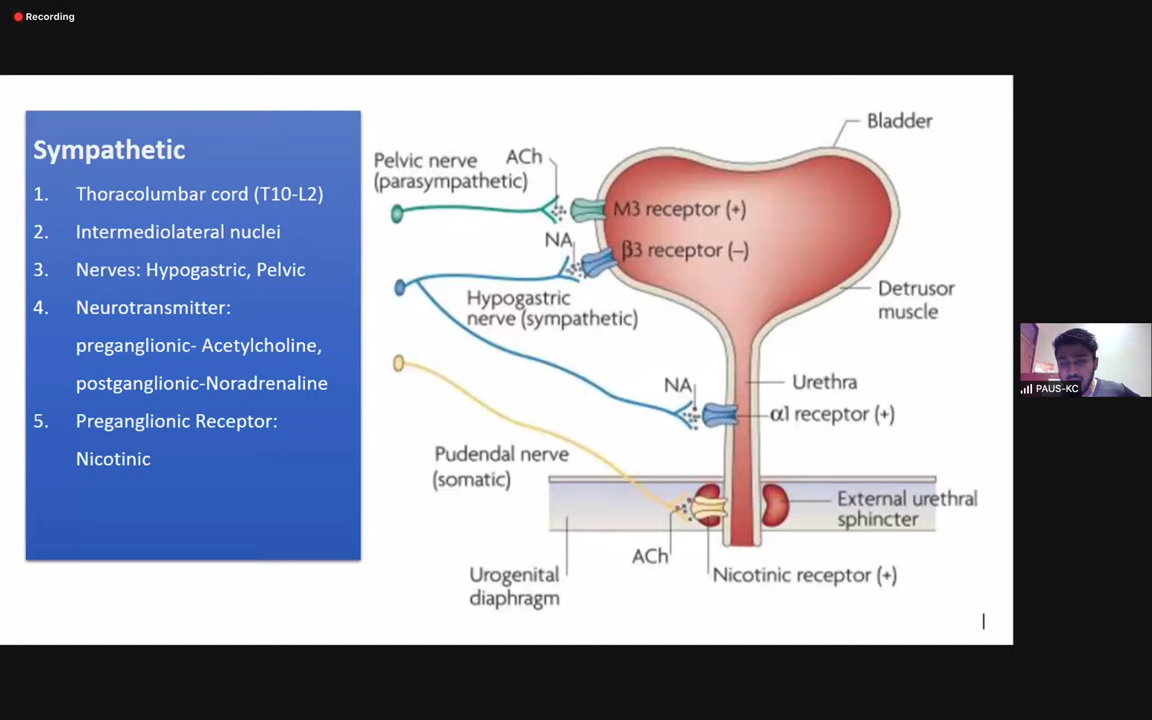 Recording
Sympathetic
1. Thoracolumbar cord (T10-L2)
2. Intermediolateral nuclei
3. Nerves: Hypogastric, Pelvic
4. Neurotransmitter:
preganglionic- Acetylcholine,
postganglionic-Noradrenaline
5. Preganglionic Receptor:
Nicotinic
Bladder
Pelvic nerve
(parasympathetic)
ACh
M3 receptor (+)
NA
β3 receptor (–)
Hypogastric
nerve (sympathetic)
Detrusor
muscle
NA
Urethra
α1 receptor (+)
Pudendal nerve
(somatic)
External urethral
sphincter
ACh
Nicotinic receptor (+)
Urogenital
diaphragm
PAUS-KC